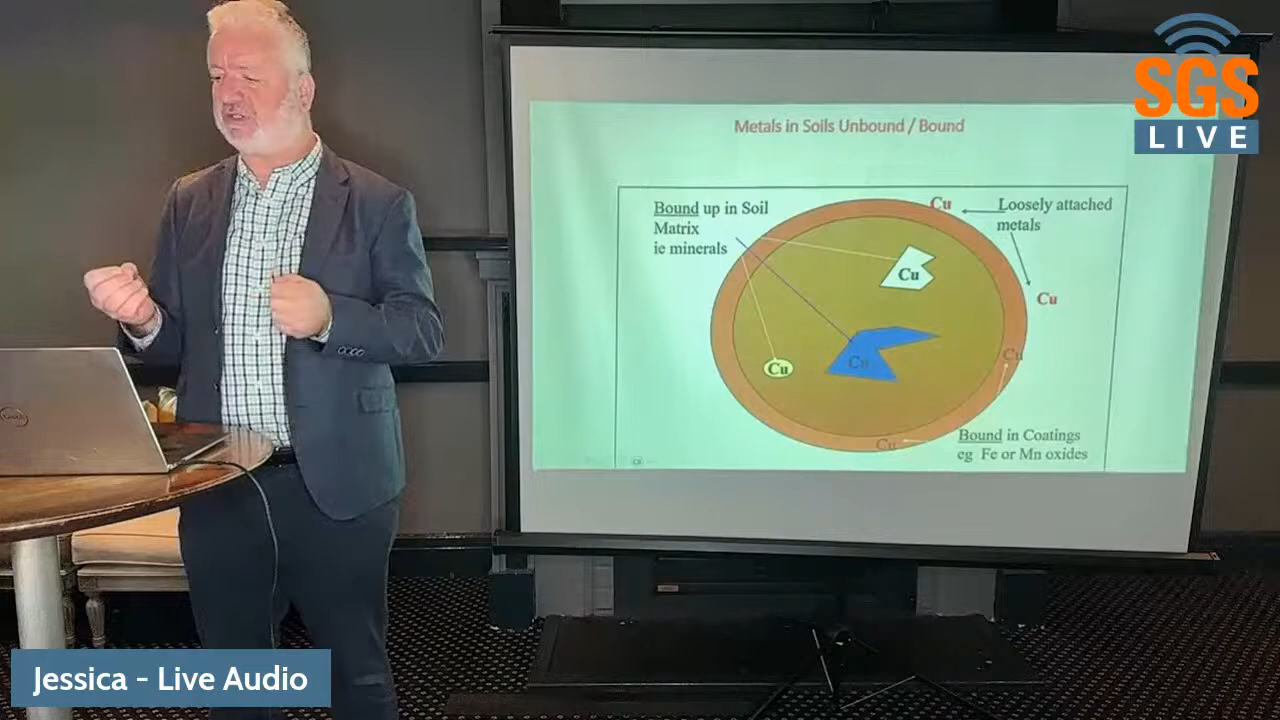 SGS
LIVE
Metals in Soils Unbound / Bound
Bound up in Soil
Matrix
ie minerals
Cu
Loosely attached
metals
Cu
Cu
Cu
Cu
Cu
Cu
Bound in Coatings
eg Fe or Mn oxides
Jessica - Live Audio